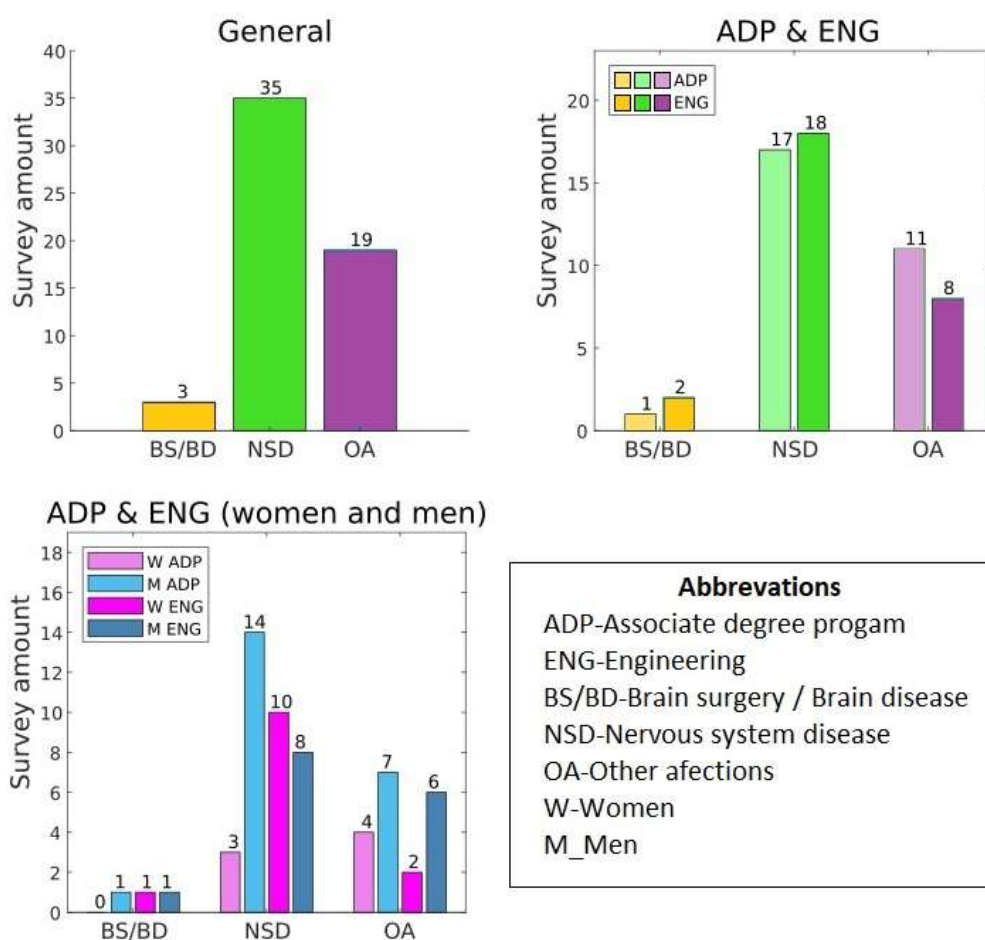 General
Survey amount
40
35
30
25
20
15
10
5
0
3
35
19
BS/BD NSD OA
ADP & ENG
Survey amount
20
15
10
5
0
ADP
ENG
1
2
17
18
11
8
BS/BD NSD OA
ADP & ENG (women and men)
Survey amount
18
16
14
12
10
8
6
4
2
0
W ADP
M ADP
W ENG
M ENG
0
1
1
1
3
14
10
8
4
7
2
6
BS/BD NSD OA
Abbrevations
ADP-Associate degree progam
ENG-Engineering
BS/BD-Brain surgery / Brain disease
NSD-Nervous system disease
OA-Other afections
W-Women
M_Men